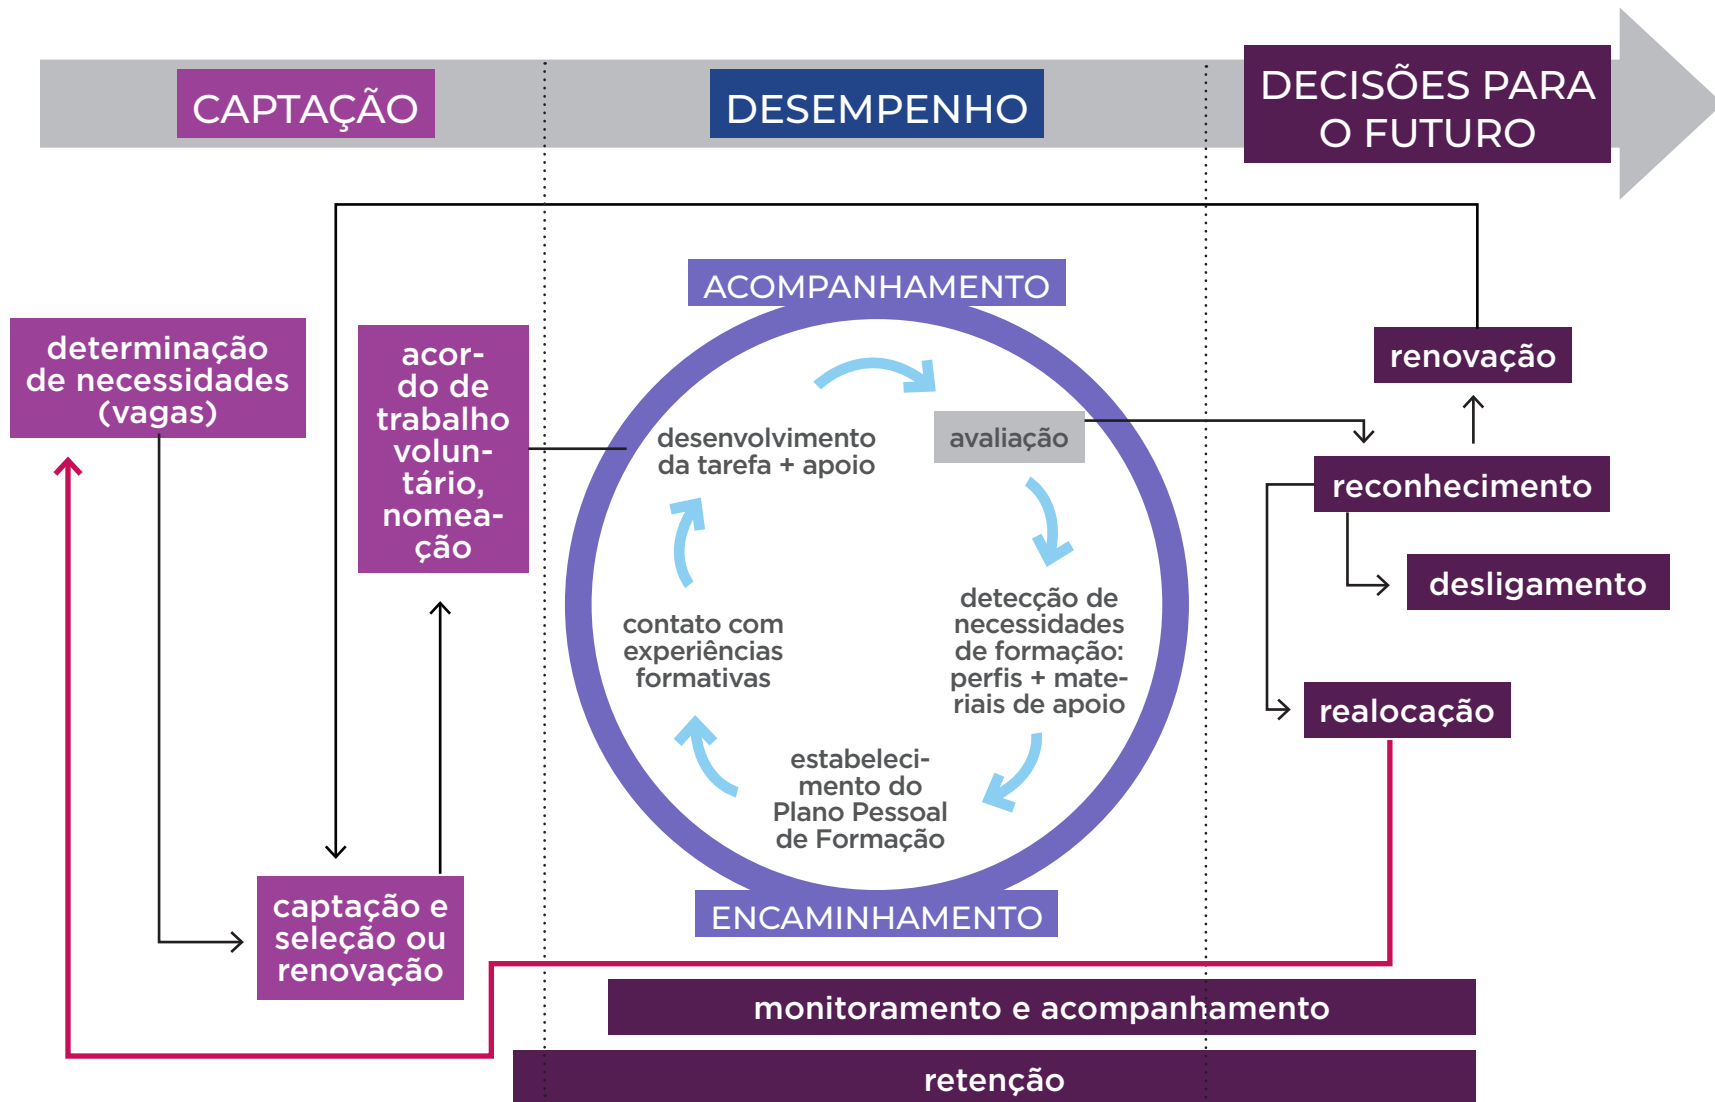 CAPTAÇÃO
DESEMPENHO
DECISÕES PARA
O FUTURO
ACOMPANHAMENTO
determinação
de necessidades
(vagas)
acor-
do de
trabalho
volun-
tário,
nomea-
ção
captação e
seleção ou
renovação
desenvolvimento
da tarefa + apoio
avaliação
detecção de
necessidades
de formação:
perfis + mate-
riais de apoio
estabeleci-
mento do
Plano Pessoal
de Formação
contato com
experiências
formativas
ENCAMINHAMENTO
renovação
reconhecimento
desligamento
realocação
monitoramento e acompanhamento
retenção